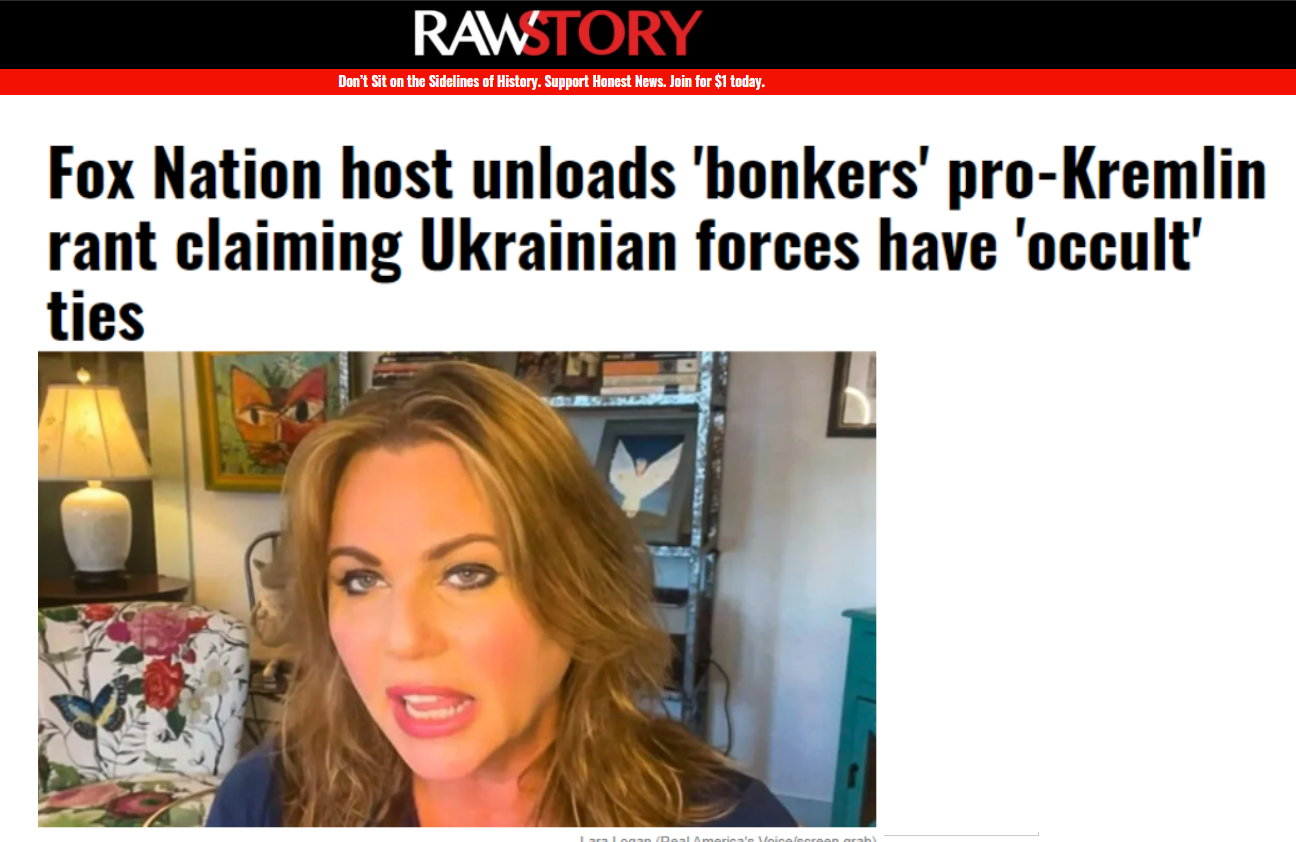 RAWSTORY
Don't Sit on the Sidelines of History. Support Honest News. Join for $1 today.
Fox Nation host unloads 'bonkers' pro-Kremlin
rant claiming Ukrainian forces have 'occult'
ties
Lara Logan (Real America's Voice/screen grab)